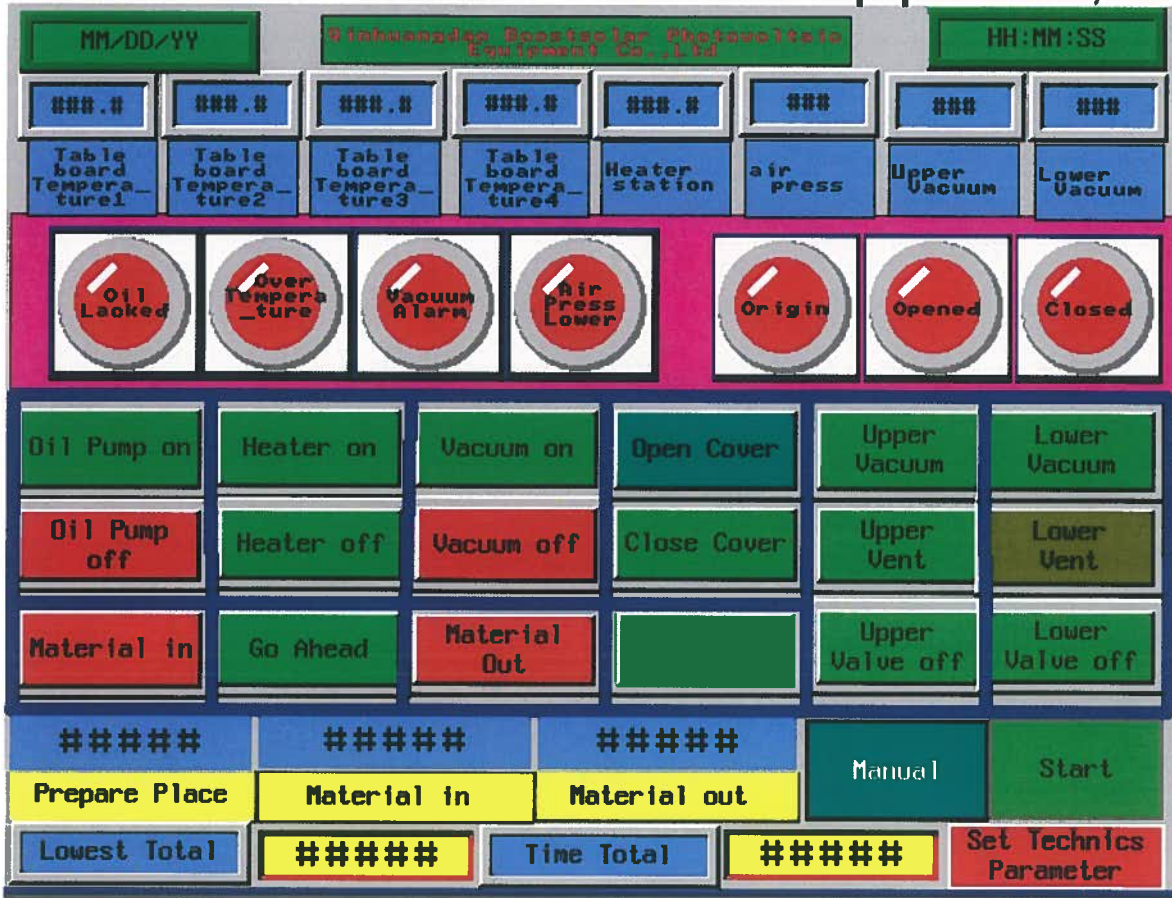 MM/DD/YY
Qinhuangdao Boostsolar Photovoltaic
Equipment Co.,Ltd
HH:MM:SS
###.# ###.# ###.# ###.# ###.# ### ### ###
Table
board
Tempera_
ture1
Table
board
Tempera_
ture2
Table
board
Tempera_
ture3
Table
board
Tempera_
ture4
Heater
station
air
press
Upper
Vacuum
Lower
Vacuum
Oil
Lacked
Over
Tempera
_ture
Vacuum
Alarm
Air
Press
Lower
Origin
Opened
Closed
Oil Pump on
Heater on
Vacuum on
Open Cover
Upper
Vacuum
Lower
Vacuum
Oil Pump
off
Heater off
Vacuum off
Close Cover
Upper
Vent
Lower
Vent
Material in
Go Ahead
Material
Out
Upper
Valve off
Lower
Valve off
##### ##### #####
Prepare Place
Material in
Material out
Manual
Start
Lowest Total
#####
Time Total
#####
Set Technics
Parameter